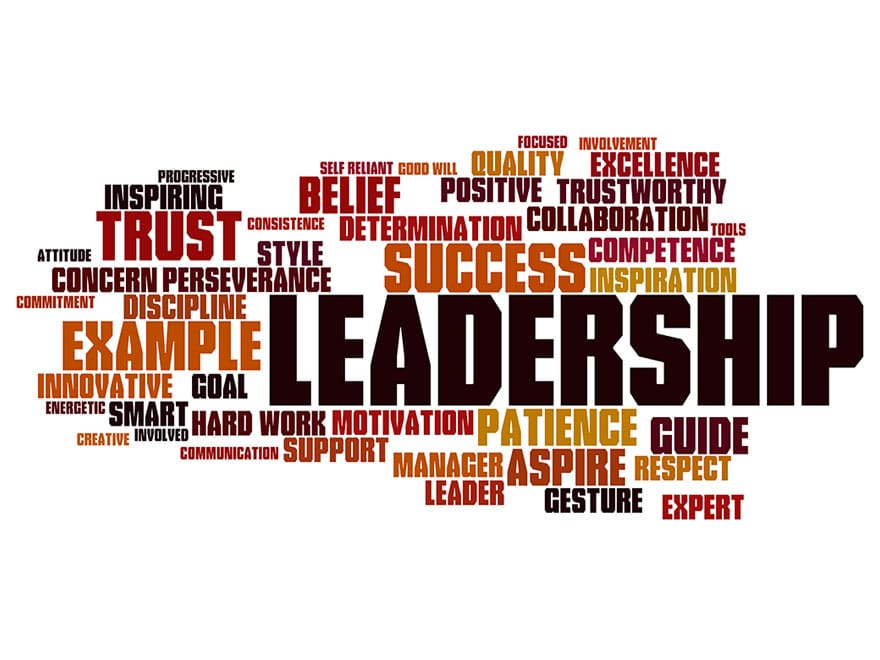 FOCUSED INVOLVEMENT
SELF RELIANT GOOD WILL QUALITY EXCELLENCE
PROGRESSIVE
INSPIRING BELIEF POSITIVE TRUSTWORTHY
TRUST CONSISTENCE DETERMINATION COLLABORATION TOOLS
ATTITUDE STYLE SUCCESS COMPETENCE
CONCERN PERSEVERANCE INSPIRATION
COMMITMENT DISCIPLINE
EXAMPLE LEADERSHIP
INNOVATIVE GOAL
ENERGETIC SMART HARD WORK MOTIVATION PATIENCE GUIDE
CREATIVE INVOLVED
COMMUNICATION SUPPORT
MANAGER ASPIRE RESPECT
LEADER GESTURE EXPERT